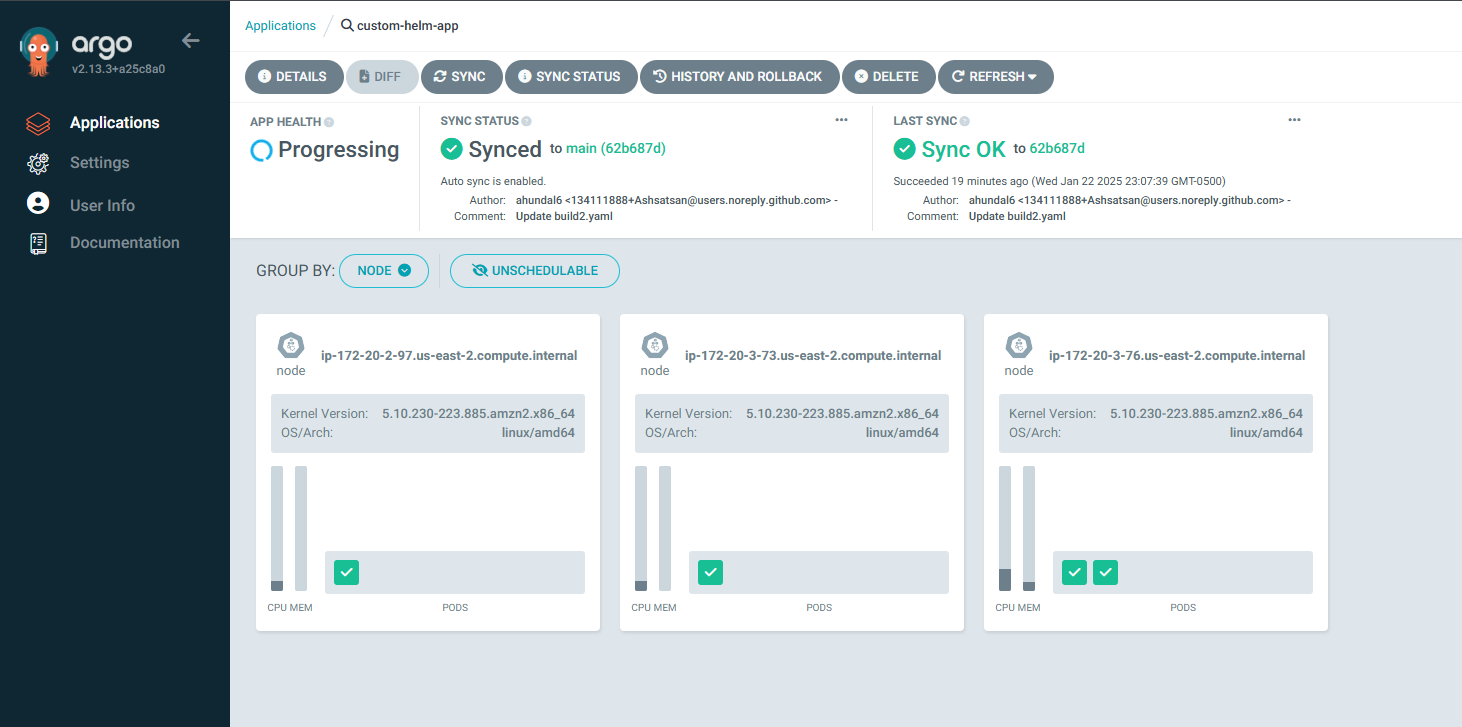 argo
v2.13.3+a25c8a0
Applications
Settings
User Info
Documentation
Applications / custom-helm-app
DETAILS DIFF SYNC SYNC STATUS HISTORY AND ROLLBACK DELETE REFRESH
APP HEALTH
Progressing
SYNC STATUS
Synced to main (62b687d)
Auto sync is enabled.
Author: ahundal6 <134111888+Ashsatsan@users.noreply.github.com> -
Comment: Update build2.yaml
LAST SYNC
Sync OK to 62b687d
Succeeded 19 minutes ago (Wed Jan 22 2025 23:07:39 GMT-0500)
Author: ahundal6 <134111888+Ashsatsan@users.noreply.github.com> -
Comment: Update build2.yaml
GROUP BY: NODE UNSCHEDULABLE
node
ip-172-20-2-97.us-east-2.compute.internal
Kernel Version: 5.10.230-223.885.amzn2.x86_64
OS/Arch: linux/amd64
CPU MEM PODS
node
ip-172-20-3-73.us-east-2.compute.internal
Kernel Version: 5.10.230-223.885.amzn2.x86_64
OS/Arch: linux/amd64
CPU MEM PODS
node
ip-172-20-3-76.us-east-2.compute.internal
Kernel Version: 5.10.230-223.885.amzn2.x86_64
OS/Arch: linux/amd64
CPU MEM PODS